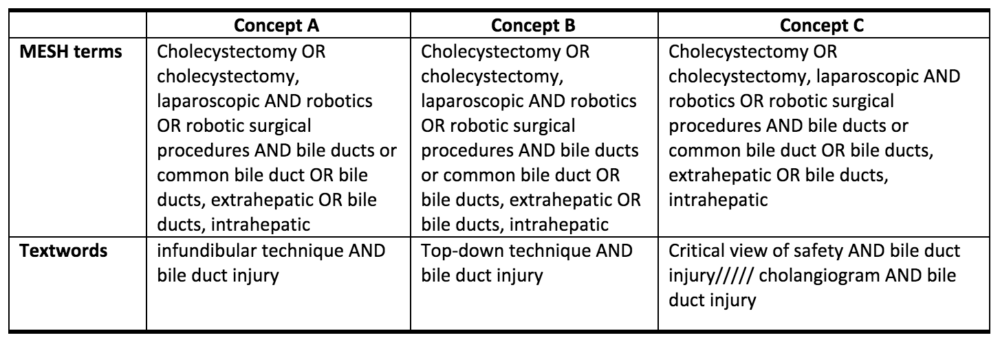 Concept A
Concept B
Concept C
MESH terms
Cholecystectomy OR
cholecystectomy,
laparoscopic AND robotics
OR robotic surgical
procedures AND bile ducts or
common bile duct OR bile
ducts, extrahepatic OR bile
ducts, intrahepatic
Cholecystectomy OR
cholecystectomy,
laparoscopic AND robotics
OR robotic surgical
procedures AND bile ducts
or common bile duct OR
bile ducts, extrahepatic OR
bile ducts, intrahepatic
Cholecystectomy OR
cholecystectomy, laparoscopic AND
robotics OR robotic surgical
procedures AND bile ducts or
common bile duct OR bile ducts,
extrahepatic OR bile ducts,
intrahepatic
Textwords
infundibular technique AND
bile duct injury
Top-down technique AND
bile duct injury
Critical view of safety AND bile duct
injury///// cholangiogram AND bile
duct injury